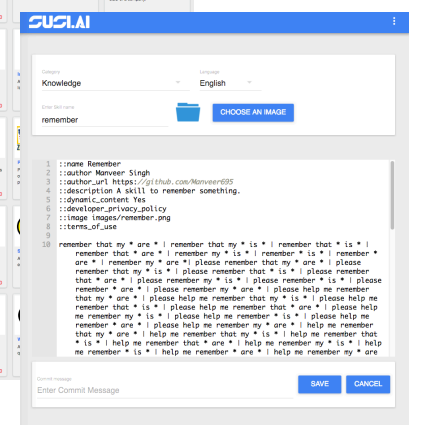 SUSI.AI
Category
Language
Knowledge
English
Enter Skill name
remember
CHOOSE AN IMAGE
1 ::name Remember
2 ::author Manveer Singh
3 ::author_url https://github.com/Manveer695
4 ::description A skill to remember something.
5 ::dynamic_content Yes
6 ::developer_privacy_policy
7 ::image images/remember.png
8 ::terms_of_use
9
10 remember that my * are * | remember that my * is * | remember that * is * |
remember that * are * | remember my * is * | remember * is * | remember *
are * | remember my * are *| please remember that my * are * | please
remember that my * is * | please remember that * is * | please remember
that * are * | please remember my * is * | please remember * is * | please
remember * are * | please remember my * are * | please help me remember
that my * are * | please help me remember that my * is * | please help me
remember that * is * | please help me remember that * are * | please help
me remember my * is * | please help me remember * is * | please help me
remember * are * | please help me remember my * are * | help me remember
that my * are * | help me remember that my * is * | help me remember that
* is * | help me remember that * are * | help me remember my * is * | help
me remember * is * | help me remember * are * | help me remember my * are
Commit message
Enter Commit Message
SAVE
CANCEL